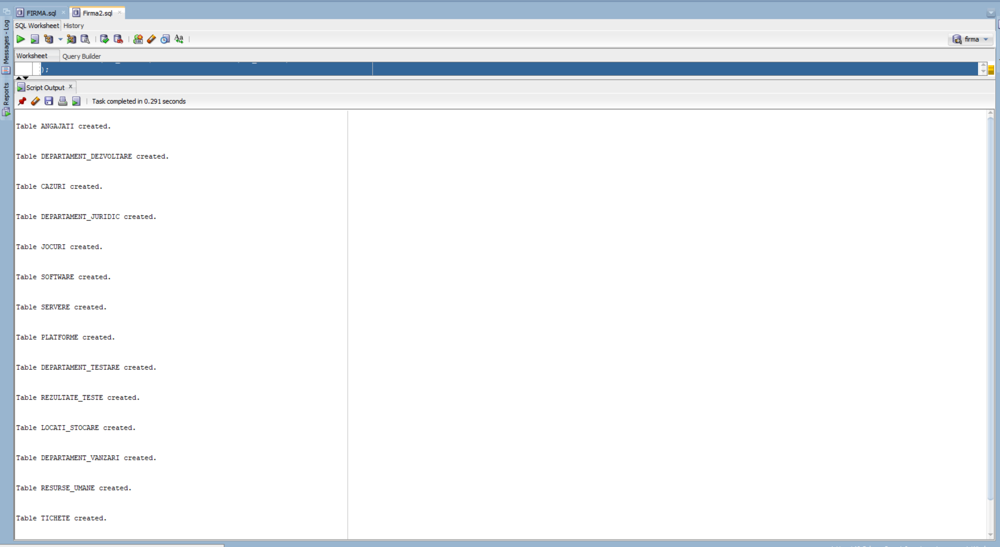 FIRMA.sql
Firma2.sql
SQL Worksheet
History
firma
Worksheet
Query Builder
);
Script Output
Task completed in 0.291 seconds
Table ANGAJATI created.
Table DEPARTAMENT_DEZVOLTARE created.
Table CAZURI created.
Table DEPARTAMENT_JURIDIC created.
Table JOCURI created.
Table SOFTWARE created.
Table SERVERE created.
Table PLATFORME created.
Table DEPARTAMENT_TESTARE created.
Table REZULTATE_TESTE created.
Table LOCATI_STOCARE created.
Table DEPARTAMENT_VANZARI created.
Table RESURSE_UMANE created.
Table TICHETE created.
Messages - Log
Reports